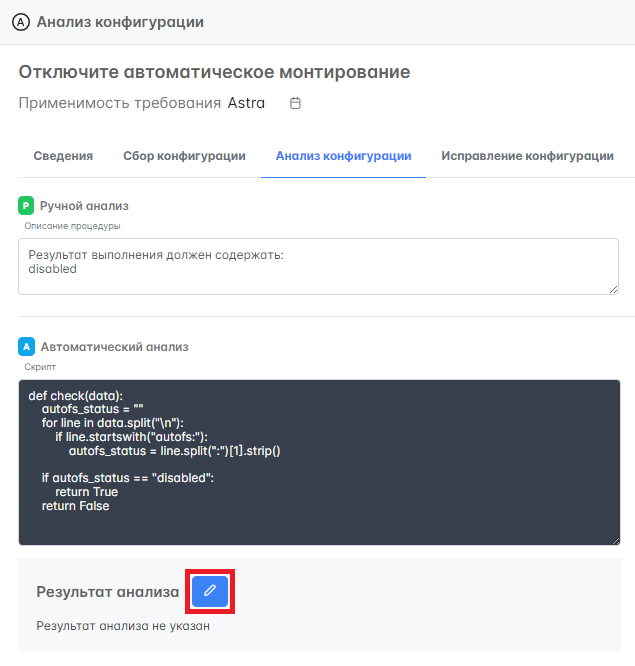 A Анализ конфигурации
Отключите автоматическое монтирование
Применимость требования Astra
Сведения Сбор конфигурации Анализ конфигурации Исправление конфигурации
P Ручной анализ
Описание процедуры
Результат выполнения должен содержать:
disabled
A Автоматический анализ
Скрипт
def check(data):
    autofs_status = ""
    for line in data.split("\n"):
        if line.startswith("autofs:"):
            autofs_status = line.split(":")[1].strip()
    if autofs_status == "disabled":
        return True
    return False
Результат анализа
Результат анализа не указан